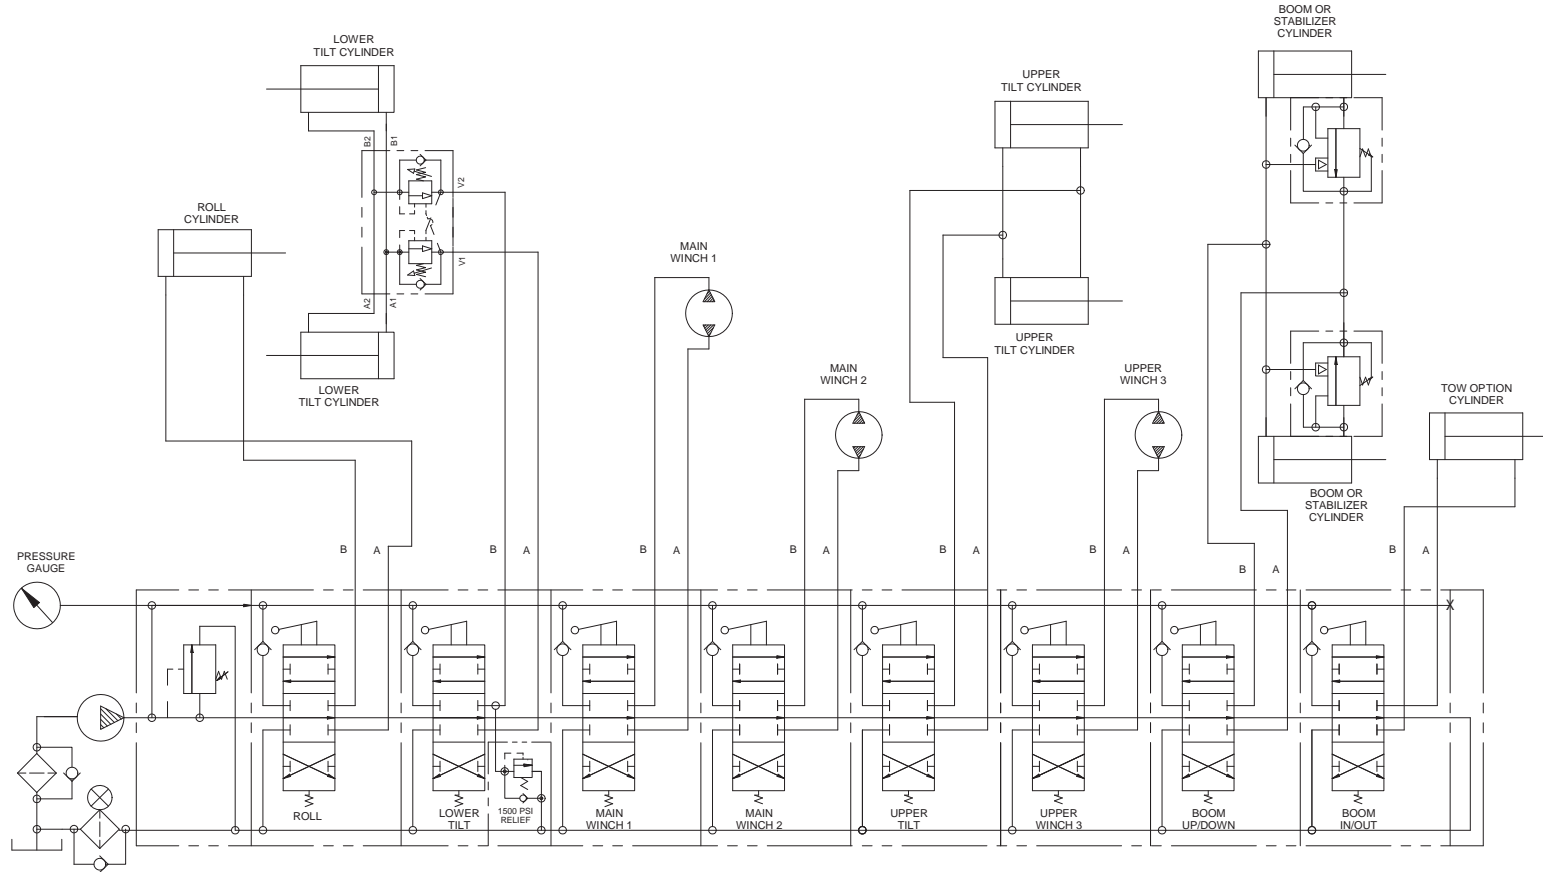 BOOM OR
STABILIZER
CYLINDER
LOWER
TILT CYLINDER
UPPER
TILT CYLINDER
B2
B1
V2
ROLL
CYLINDER
MAIN
WINCH 1
V1
A2
A1
UPPER
TILT CYLINDER
MAIN
WINCH 2
UPPER
WINCH 3
LOWER
TILT CYLINDER
TOW OPTION
CYLINDER
BOOM OR
STABILIZER
CYLINDER
PRESSURE
GAUGE
B
A
B
A
B
A
B
A
B
A
B
A
B
A
B
A
X
ROLL
LOWER
TILT
1500 PSI
RELIEF
MAIN
WINCH 1
MAIN
WINCH 2
UPPER
TILT
UPPER
WINCH 3
BOOM
UP/DOWN
BOOM
IN/OUT